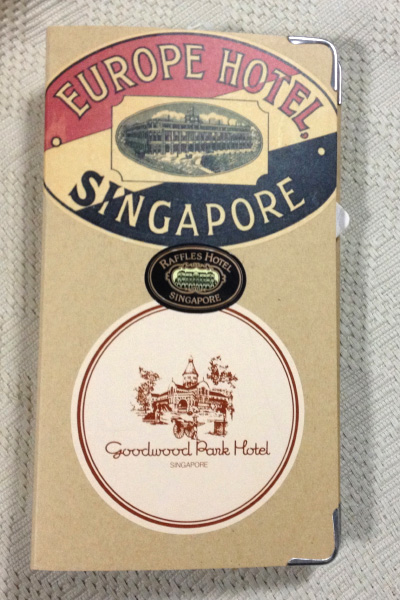 EUROPE HOTEL,
SINGAPORE
RAFFLES HOTEL
SINGAPORE
Goodwood Park Hotel
SINGAPORE